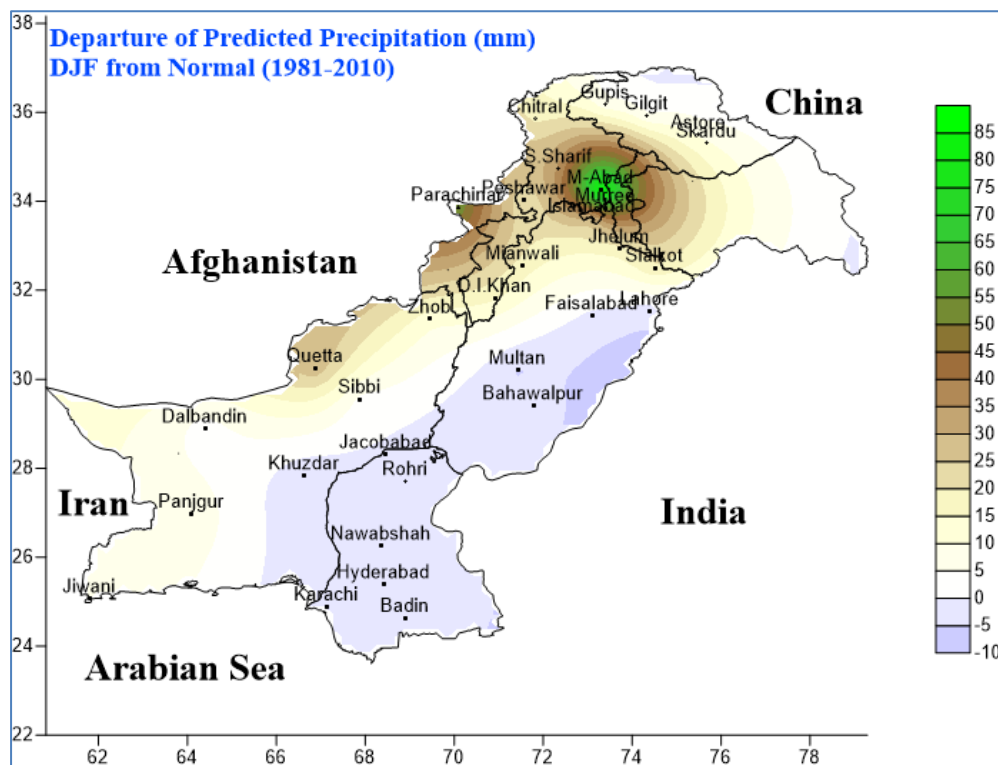 Departure of Predicted Precipitation (mm)
DJF from Normal (1981-2010)
38
36
34
32
30
28
26
24
22
62
64
66
68
70
72
74
76
78
China
Gupis
Chitral
Gilgit
Astore
Skardu
S.Sharif
M-Abad
Peshawar
Parachinar
Murree
Islamabad
Jhelum
Afghanistan
Mianwali
Sialkot
D.I.Khan
Zhob
Faisalabad
Lahore
Quetta
Multan
Sibbi
Bahawalpur
Dalbandin
Jacobabad
Khuzdar
Rohri
Iran
Panjgur
India
Nawabshah
Jiwani
Hyderabad
Karachi
Badin
Arabian Sea
85
80
75
70
65
60
55
50
45
40
35
30
25
20
15
10
5
0
-5
-10